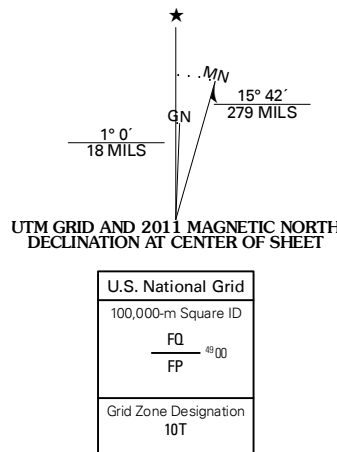 ★
MN
GN
15° 42´
279 MILS
1° 0´
18 MILS
UTM GRID AND 2011 MAGNETIC NORTH
DECLINATION AT CENTER OF SHEET
U.S. National Grid
100,000-m Square ID
FQ
4900
FP
Grid Zone Designation
10T